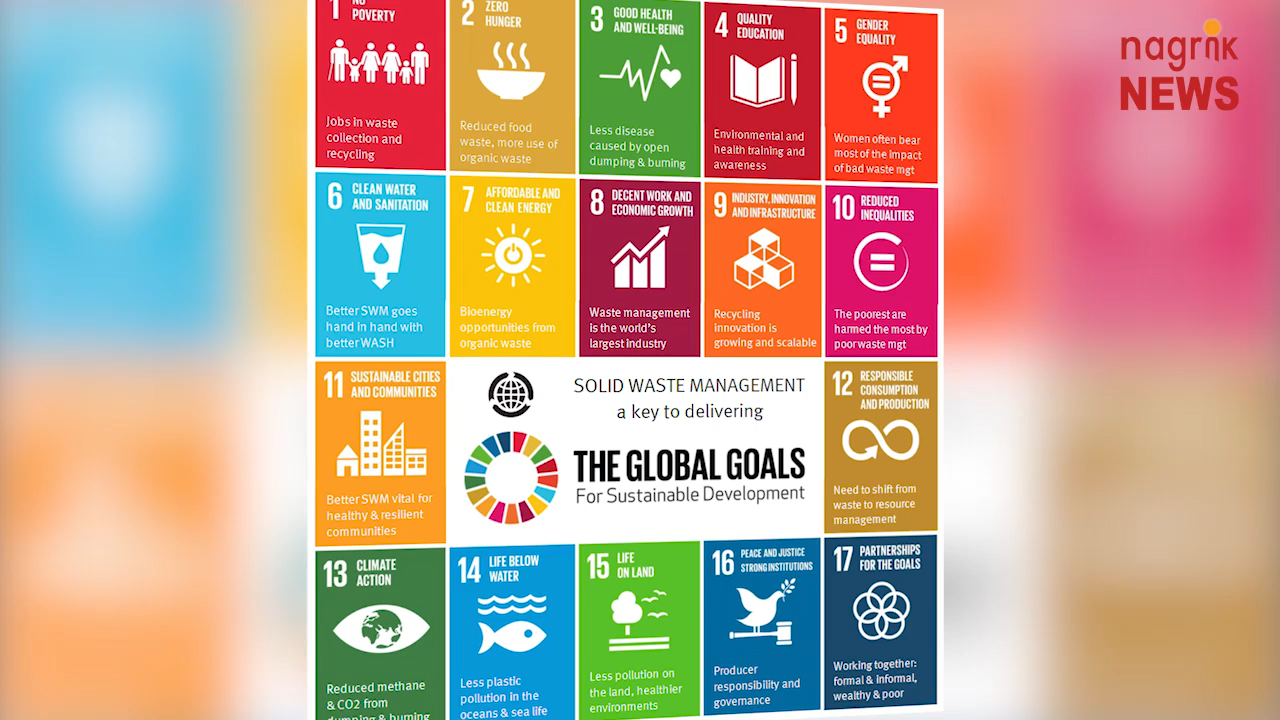 1 NO
POVERTY
Jobs in waste
collection and
recycling
2 ZERO
HUNGER
Reduced food
waste, more use of
organic waste
3 GOOD HEALTH
AND WELL-BEING
Less disease
caused by open
dumping & burning
4 QUALITY
EDUCATION
Environmental and
health training and
awareness
5 GENDER
EQUALITY
Women often bear
most of the impact
of bad waste mgt
nagrik
NEWS
6 CLEAN WATER
AND SANITATION
Better SWM goes
hand in hand with
better WASH
7 AFFORDABLE AND
CLEAN ENERGY
Bioenergy
opportunities from
organic waste
8 DECENT WORK AND
ECONOMIC GROWTH
Waste management
is the world's
largest industry
9 INDUSTRY, INNOVATION
AND INFRASTRUCTURE
Recycling
innovation is
growing and scalable
10 REDUCED
INEQUALITIES
The poorest are
harmed the most by
poor waste mgt
11 SUSTAINABLE CITIES
AND COMMUNITIES
Better SWM vital for
healthy & resilient
communities
SOLID WASTE MANAGEMENT
a key to delivering
THE GLOBAL GOALS
For Sustainable Development
12 RESPONSIBLE
CONSUMPTION
AND PRODUCTION
Need to shift from
waste to resource
management
13 CLIMATE
ACTION
Reduced methane
& CO2 from
dumping & burning
14 LIFE BELOW
WATER
Less plastic
pollution in the
oceans & sea life
15 LIFE
ON LAND
Less pollution on
the land, healthier
environments
16 PEACE AND JUSTICE
STRONG INSTITUTIONS
Producer
responsibility and
governance
17 PARTNERSHIPS
FOR THE GOALS
Working together:
formal & informal,
wealthy & poor